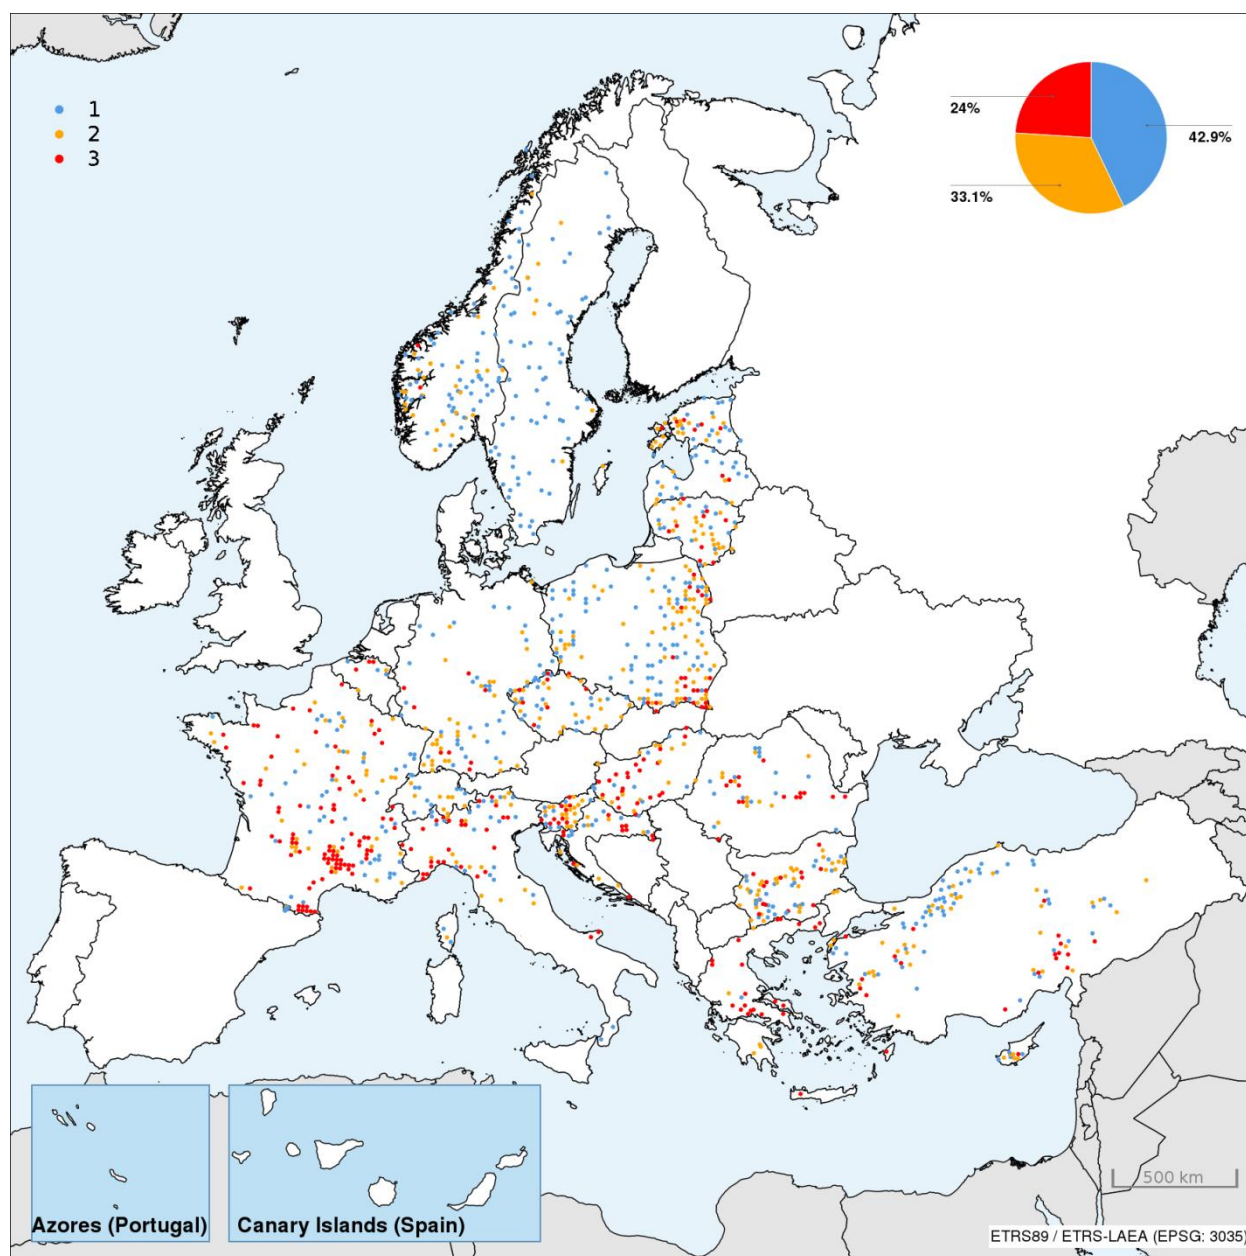 1
2
3
24%
42.9%
33.1%
Azores (Portugal)
Canary Islands (Spain)
500 km
ETRS89 / ETRS-LAEA (EPSG: 3035)